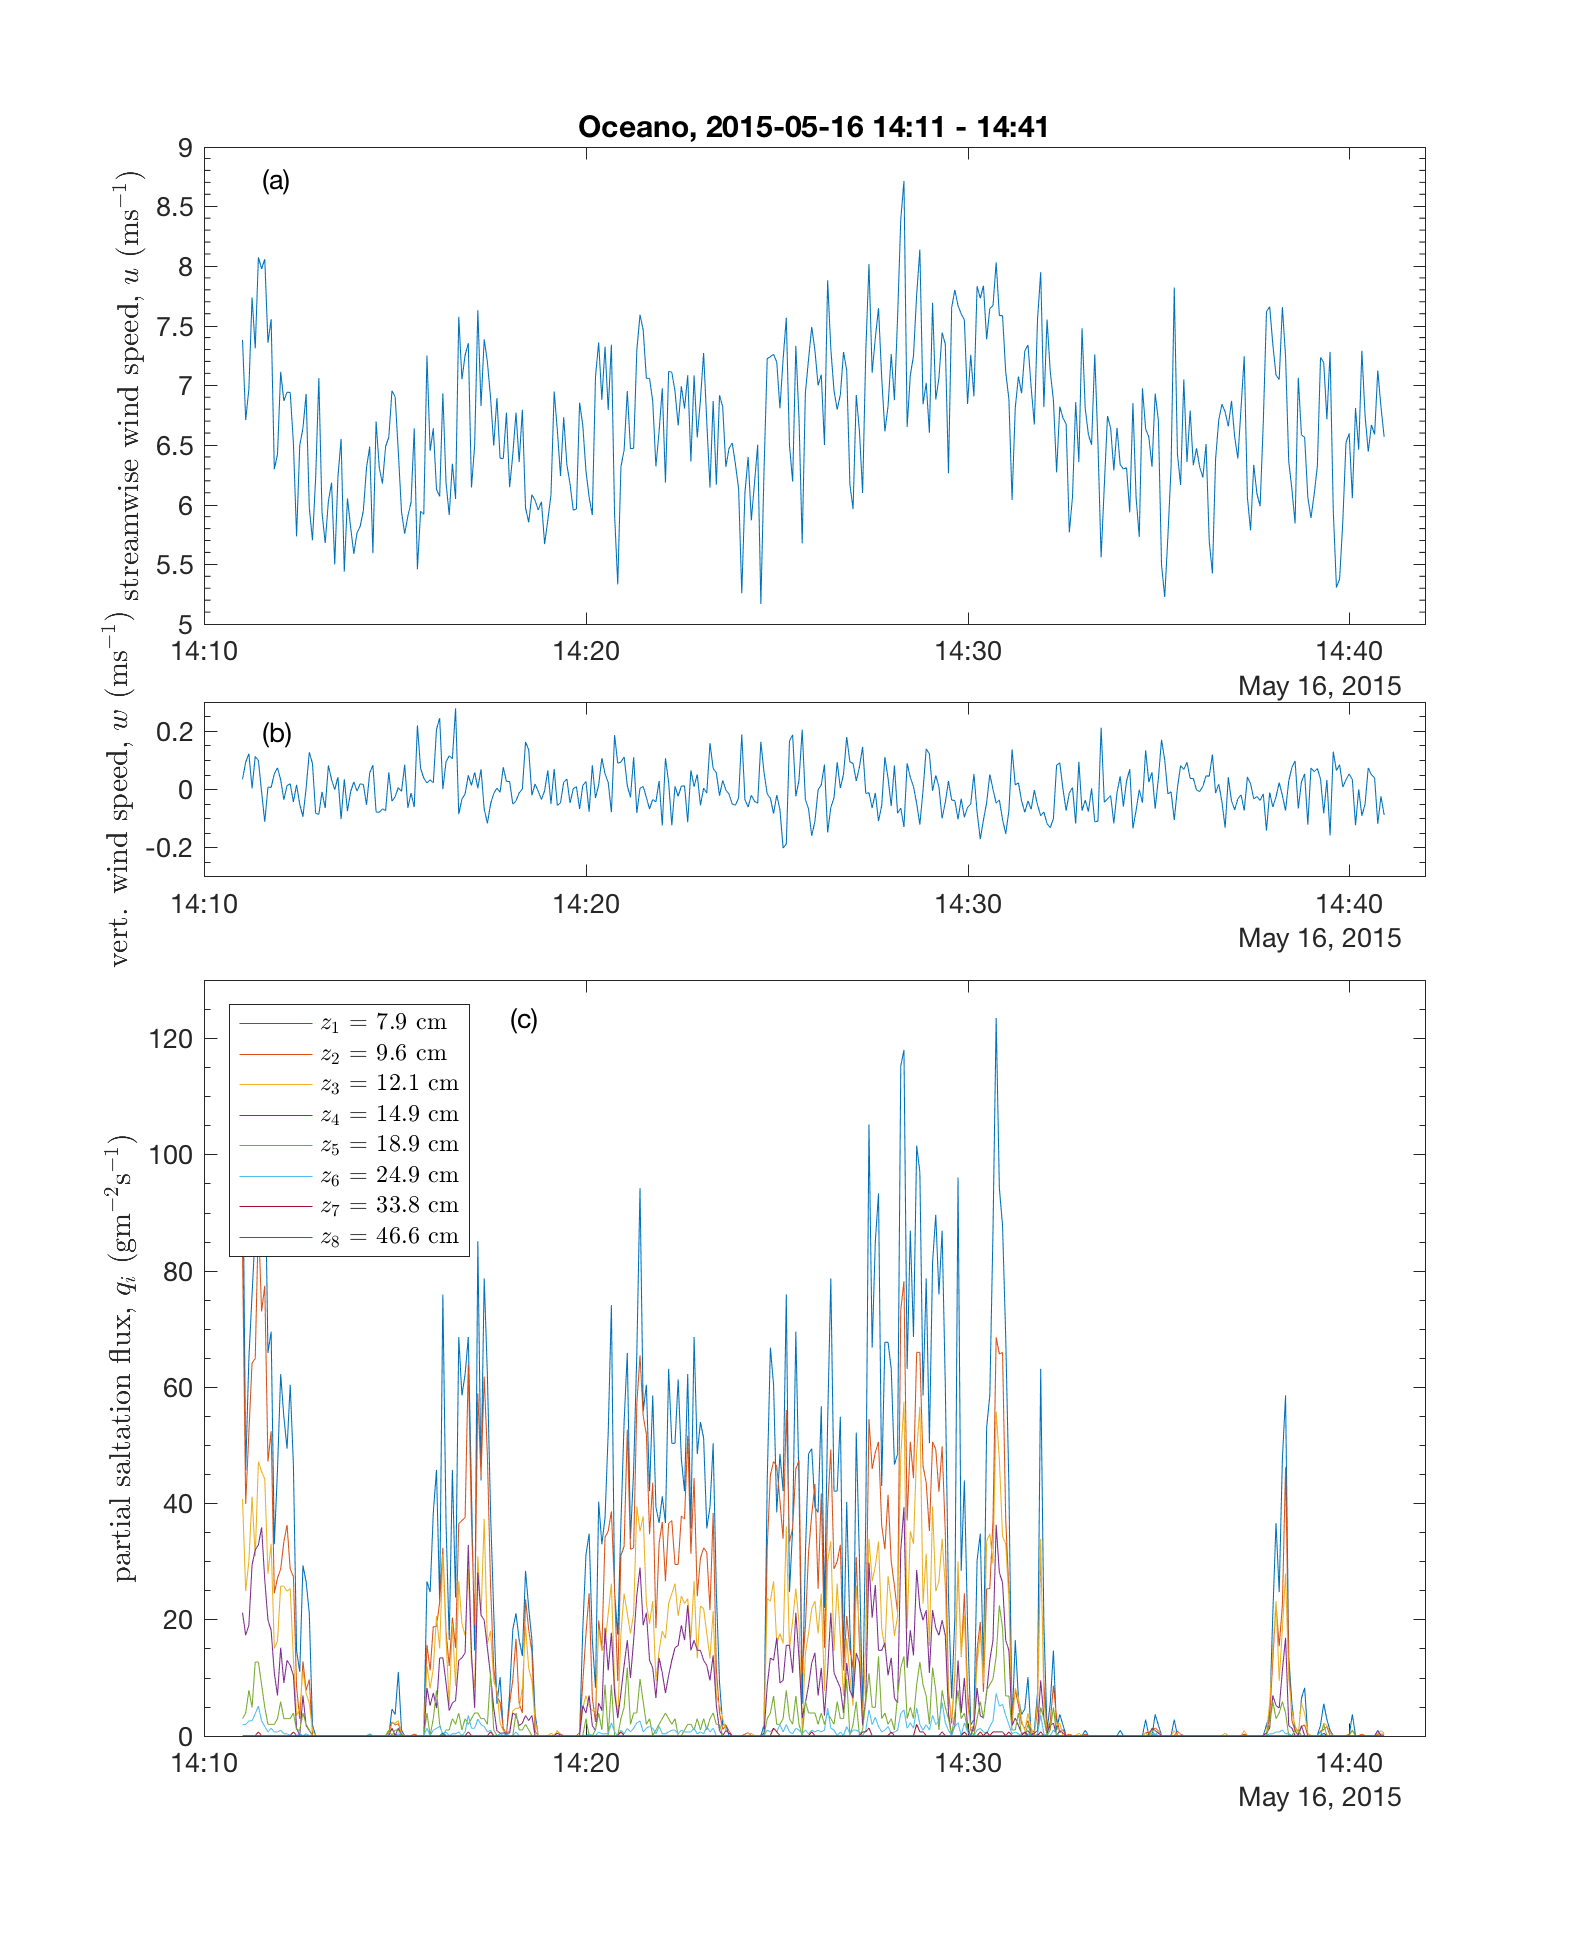 Oceano, 2015-05-16 14:11 - 14:41
(a)
streamwise wind speed, u (ms⁻¹)
9
8.5
8
7.5
7
6.5
6
5.5
5
14:10 14:20 14:30 14:40
May 16, 2015
(b)
vert. wind speed, w (ms⁻¹)
0.2
0
-0.2
14:10 14:20 14:30 14:40
May 16, 2015
(c)
partial saltation flux, qᵢ (gm⁻²s⁻¹)
z₁ = 7.9 cm
z₂ = 9.6 cm
z₃ = 12.1 cm
z₄ = 14.9 cm
z₅ = 18.9 cm
z₆ = 24.9 cm
z₇ = 33.8 cm
z₈ = 46.6 cm
120
100
80
60
40
20
0
14:10 14:20 14:30 14:40
May 16, 2015